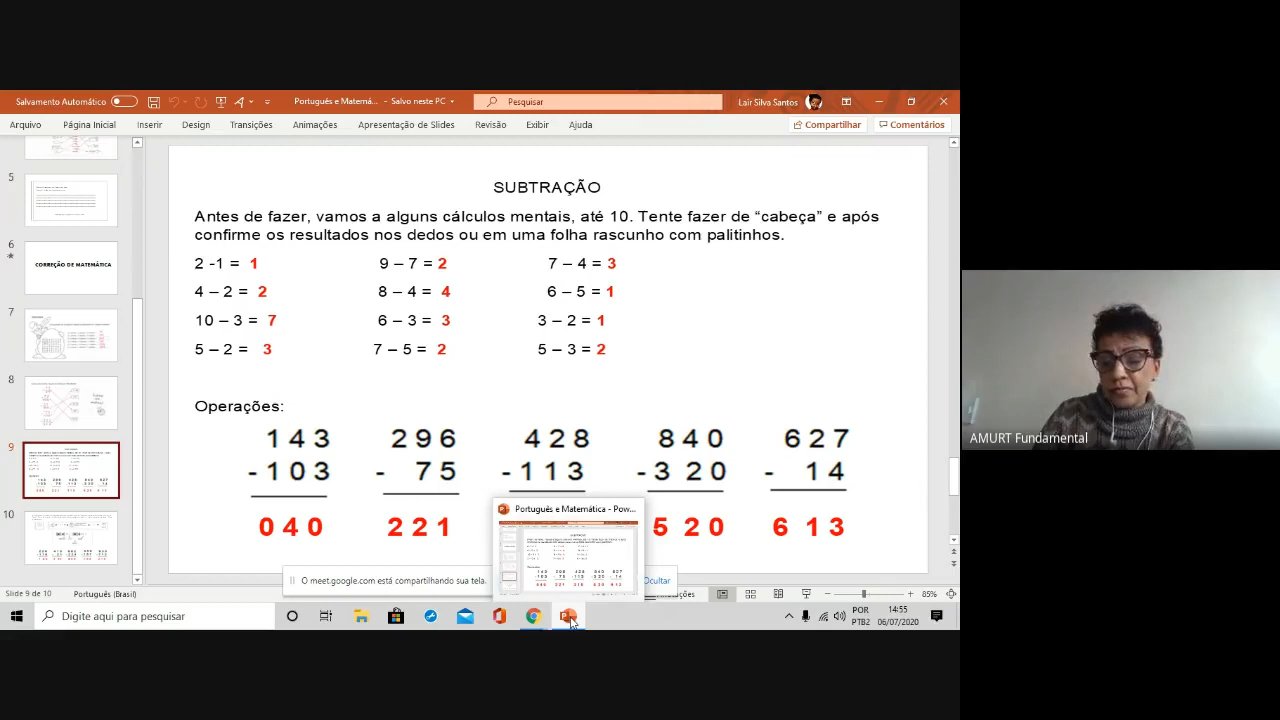 Salvamento Automático
Português e Matemá... - Salvo neste PC
Pesquisar
Lair Silva Santos
Arquivo Página Inicial Inserir Design Transições Animações Apresentação de Slides Revisão Exibir Ajuda
Compartilhar Comentários
5
6
CORREÇÃO DE MATEMÁTICA
7
8
9
10
SUBTRAÇÃO
Antes de fazer, vamos a alguns cálculos mentais, até 10. Tente fazer de “cabeça” e após
confirme os resultados nos dedos ou em uma folha rascunho com palitinhos.
2 -1 = 1 9 – 7 = 2 7 – 4 = 3
4 – 2 = 2 8 – 4 = 4 6 – 5 = 1
10 – 3 = 7 6 – 3 = 3 3 – 2 = 1
5 – 2 = 3 7 – 5 = 2 5 – 3 = 2
Operações:
143 296 428 840 627
-103 - 75 -113 -320 - 14
040 221 520 613
Português e Matemática - Pow...
O meet.google.com está compartilhando sua tela.
Ocultar
Slide 9 de 10 Português (Brasil)
85%
Digite aqui para pesquisar
POR
PTB2
14:55
06/07/2020
AMURT Fundamental